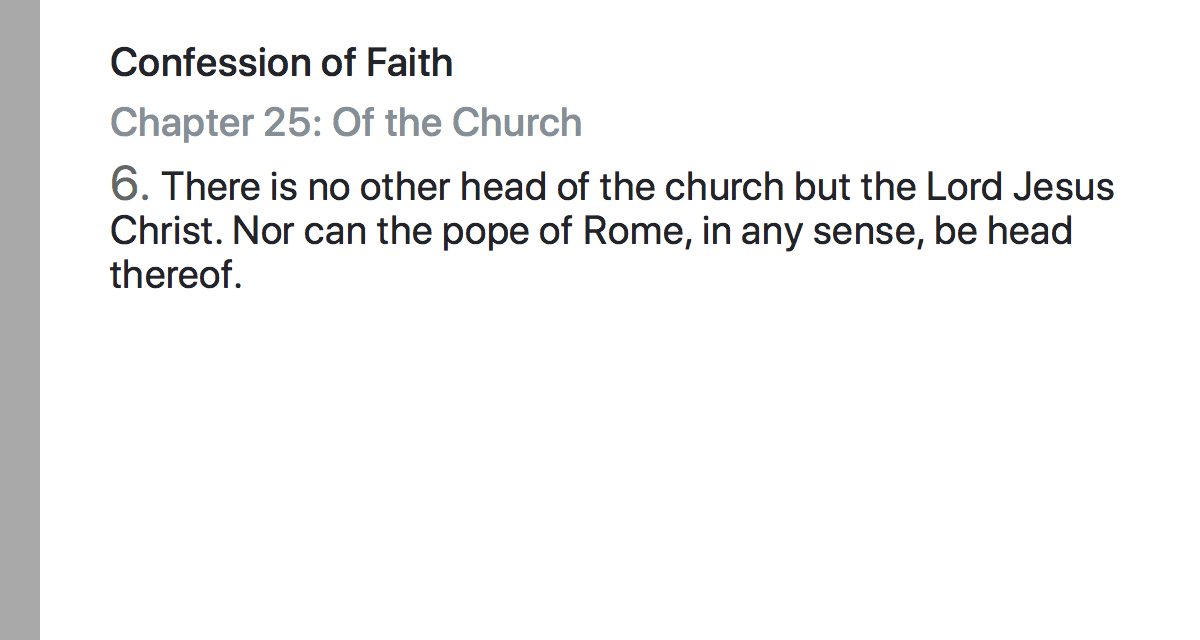 Confession of Faith
Chapter 25: Of the Church
6. There is no other head of the church but the Lord Jesus
Christ. Nor can the pope of Rome, in any sense, be head
thereof.